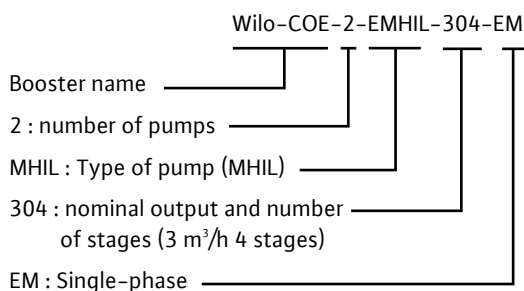 Wilo-COE-2-EMHIL-304-EM
Booster name
2 : number of pumps
MHIL : Type of pump (MHIL)
304 : nominal output and number
of stages (3 m³/h 4 stages)
EM : Single-phase